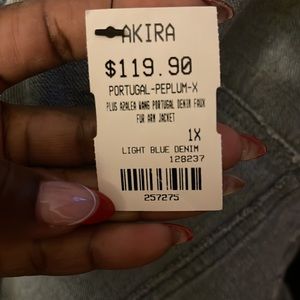 AKIRA
$119.90
PORTUGAL-PEPLUM-X
PLUS AZALEA WANG PORTUGAL DENIM FAUX
FUR ARM JACKET
1X
LIGHT BLUE DENIM
128237
257275